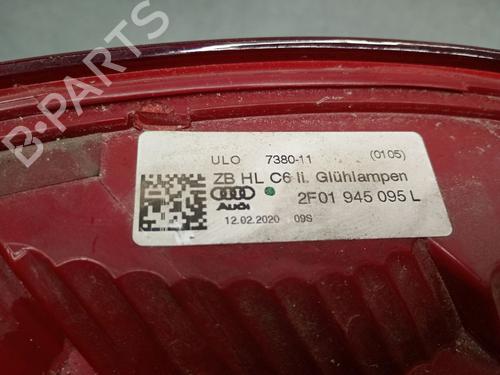 B-PARTS
ULO 7380-11 (0105)
ZB HL C6 li. Glühlampen
Audi 2F01 945 095 L
12.02.2020 09S